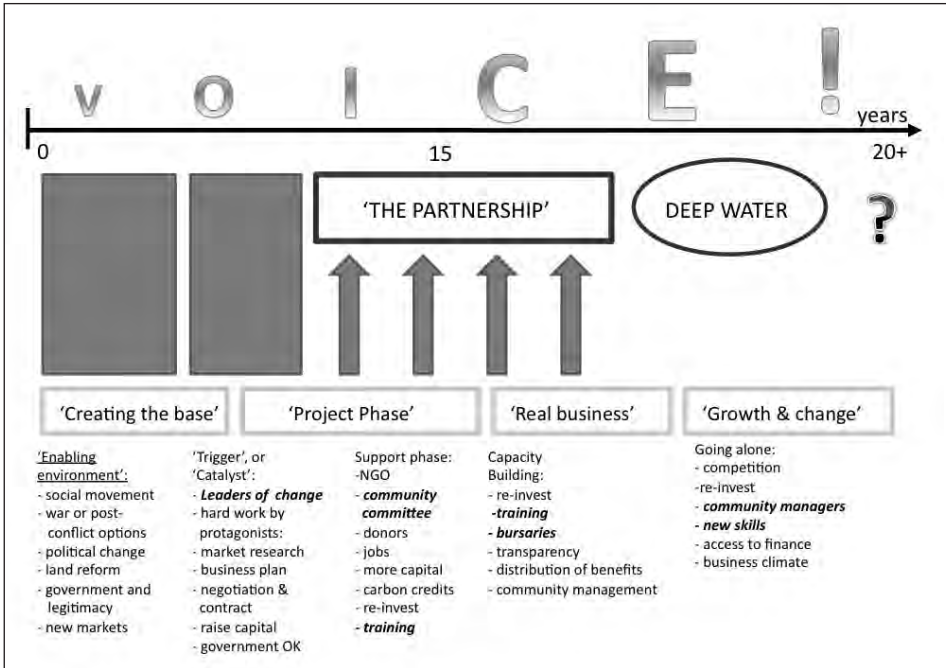 v O I C E !
years
0 15 20+
‘THE PARTNERSHIP’
DEEP WATER
?
‘Creating the base’
‘Project Phase’
‘Real business’
‘Growth & change’
‘Enabling
environment’:
- social movement
- war or post-
conflict options
- political change
- land reform
- government and
legitimacy
- new markets
‘Trigger’, or
‘Catalyst’:
- Leaders of change
- hard work by
protagonists:
- market research
- business plan
- negotiation &
contract
- raise capital
- government OK
Support phase:
-NGO
- community
committee
- donors
- jobs
- more capital
- carbon credits
- re-invest
- training
Capacity
Building:
- re-invest
-training
- bursaries
- transparency
- distribution of benefits
- community management
Going alone:
- competition
-re-invest
- community managers
- new skills
- access to finance
- business climate